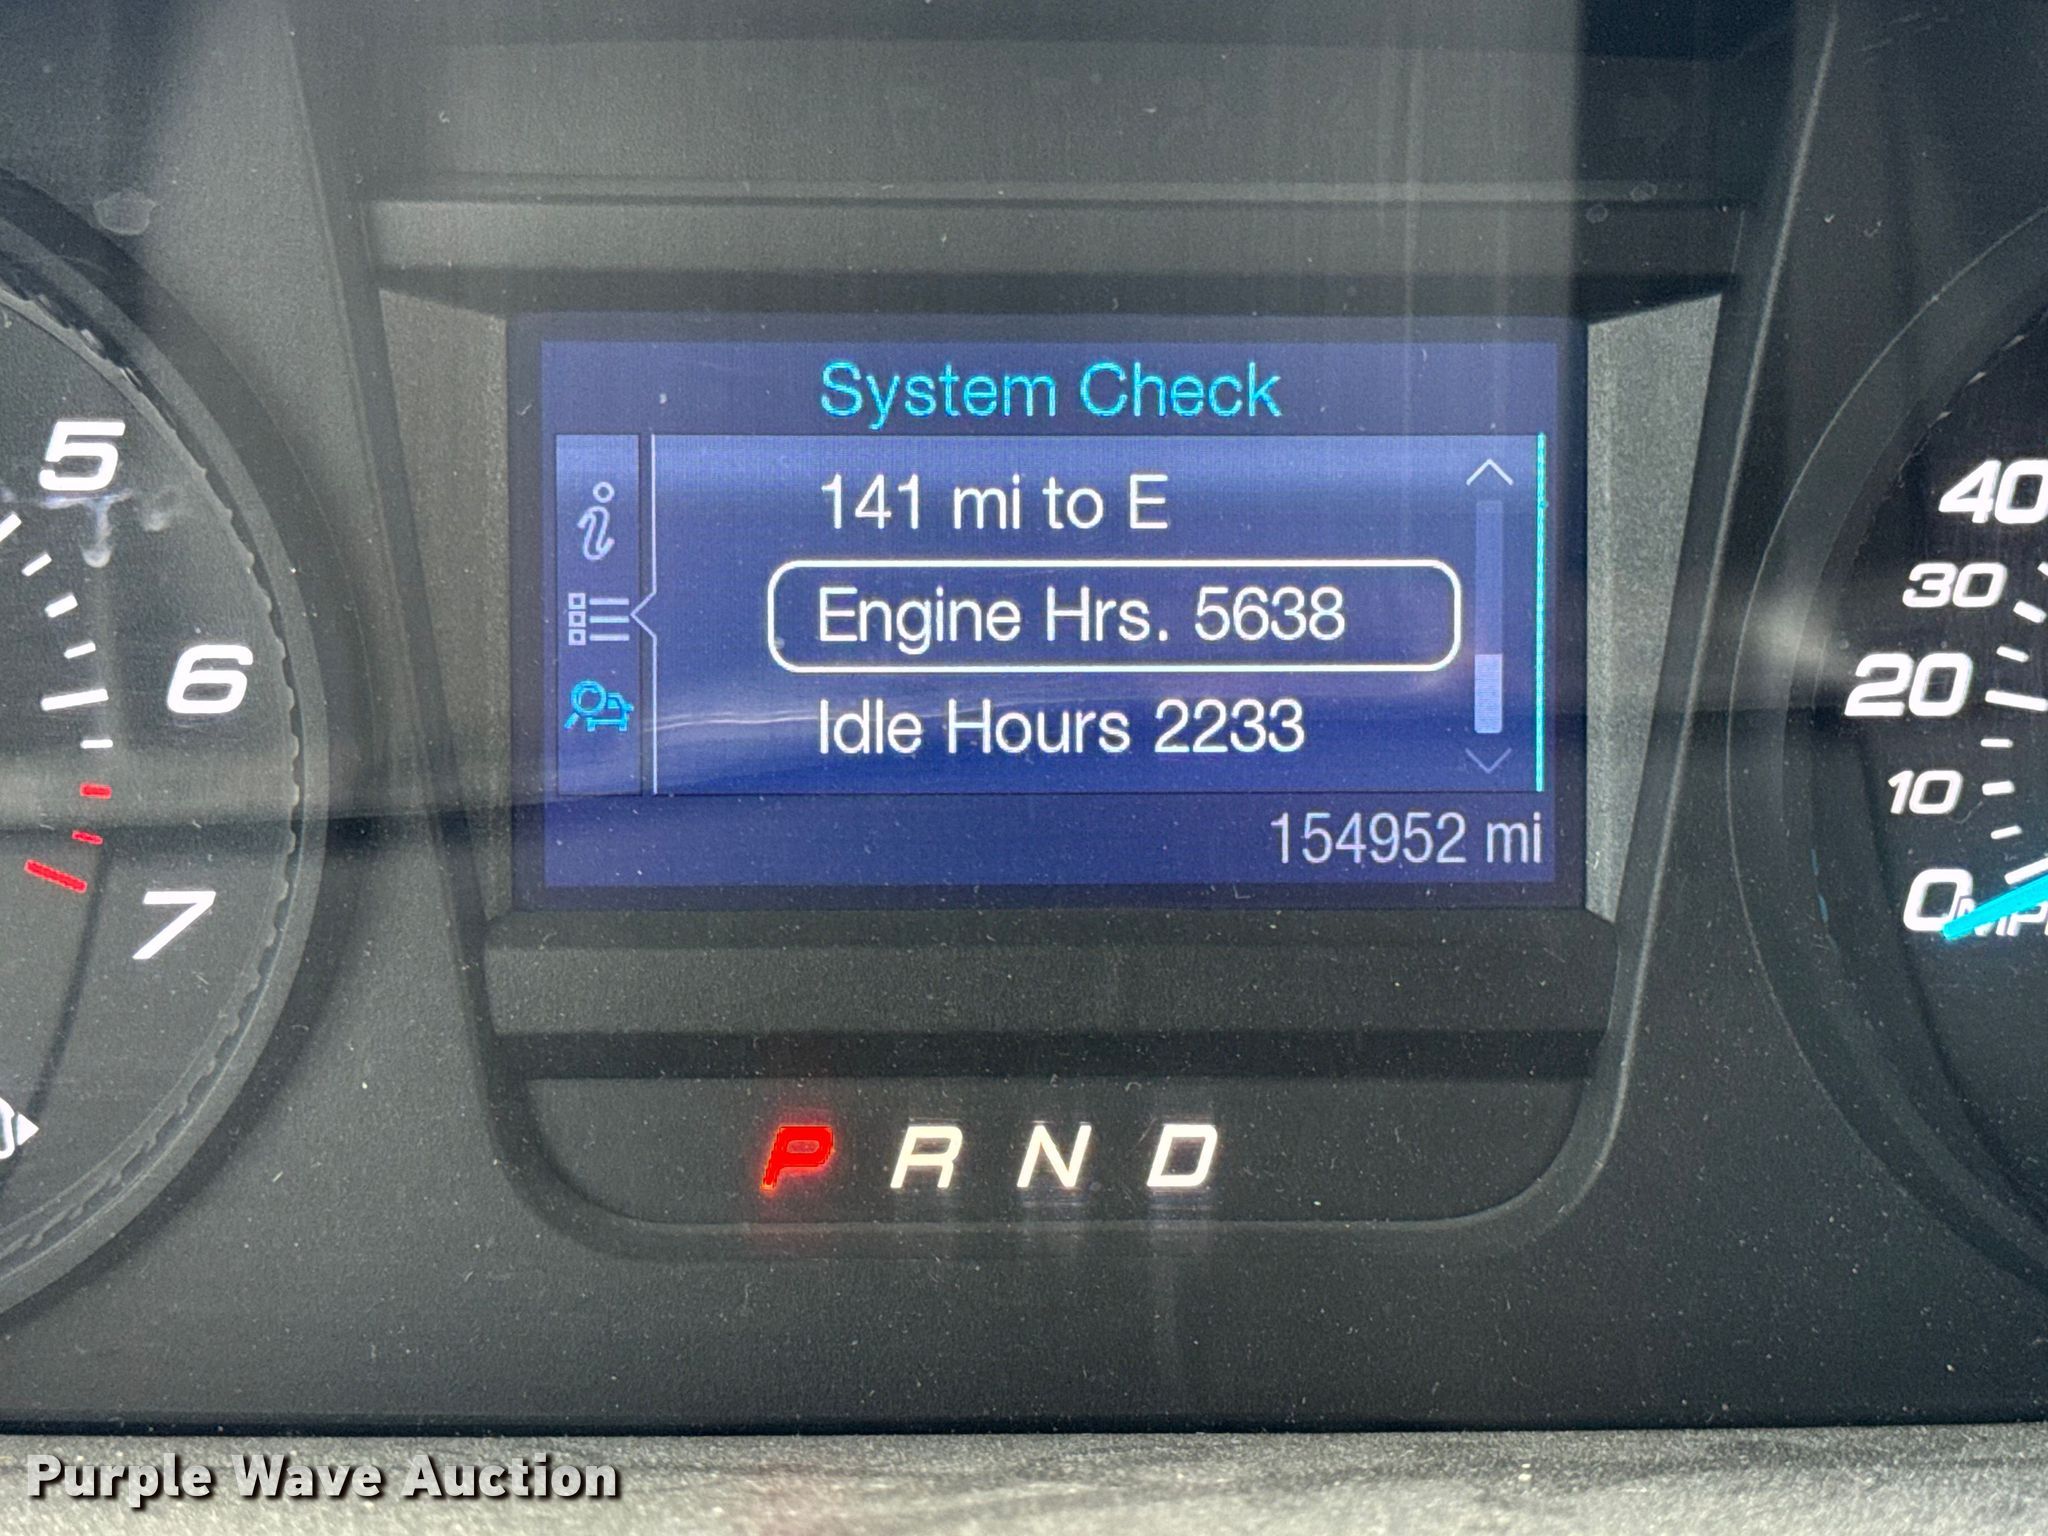 System Check
141 mi to E
Engine Hrs. 5638
Idle Hours 2233
154952 mi
5
6
7
40
30
20
10
0
P R N D
Purple Wave Auction